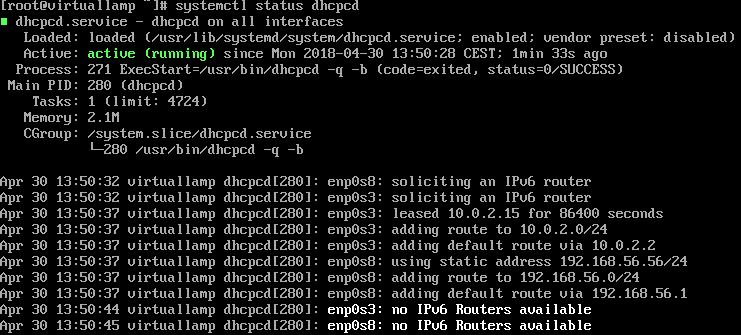 [root@virtuallamp ~]# systemctl status dhcpcd
■ dhcpcd.service - dhcpcd on all interfaces
Loaded: loaded (/usr/lib/systemd/system/dhcpcd.service; enabled; vendor preset: disabled)
Active: active (running) since Mon 2018-04-30 13:50:28 CEST; 1min 33s ago
Process: 271 ExecStart=/usr/bin/dhcpcd -q -b (code=exited, status=0/SUCCESS)
Main PID: 280 (dhcpcd)
Tasks: 1 (limit: 4724)
Memory: 2.1M
CGroup: /system.slice/dhcpcd.service
└─280 /usr/bin/dhcpcd -q -b
Apr 30 13:50:32 virtuallamp dhcpcd[280]: enp0s8: soliciting an IPv6 router
Apr 30 13:50:32 virtuallamp dhcpcd[280]: enp0s3: soliciting an IPv6 router
Apr 30 13:50:37 virtuallamp dhcpcd[280]: enp0s3: leased 10.0.2.15 for 86400 seconds
Apr 30 13:50:37 virtuallamp dhcpcd[280]: enp0s3: adding route to 10.0.2.0/24
Apr 30 13:50:37 virtuallamp dhcpcd[280]: enp0s3: adding default route via 10.0.2.2
Apr 30 13:50:37 virtuallamp dhcpcd[280]: enp0s8: using static address 192.168.56.56/24
Apr 30 13:50:37 virtuallamp dhcpcd[280]: enp0s8: adding route to 192.168.56.0/24
Apr 30 13:50:37 virtuallamp dhcpcd[280]: enp0s8: adding default route via 192.168.56.1
Apr 30 13:50:44 virtuallamp dhcpcd[280]: enp0s3: no IPv6 Routers available
Apr 30 13:50:45 virtuallamp dhcpcd[280]: enp0s8: no IPv6 Routers available